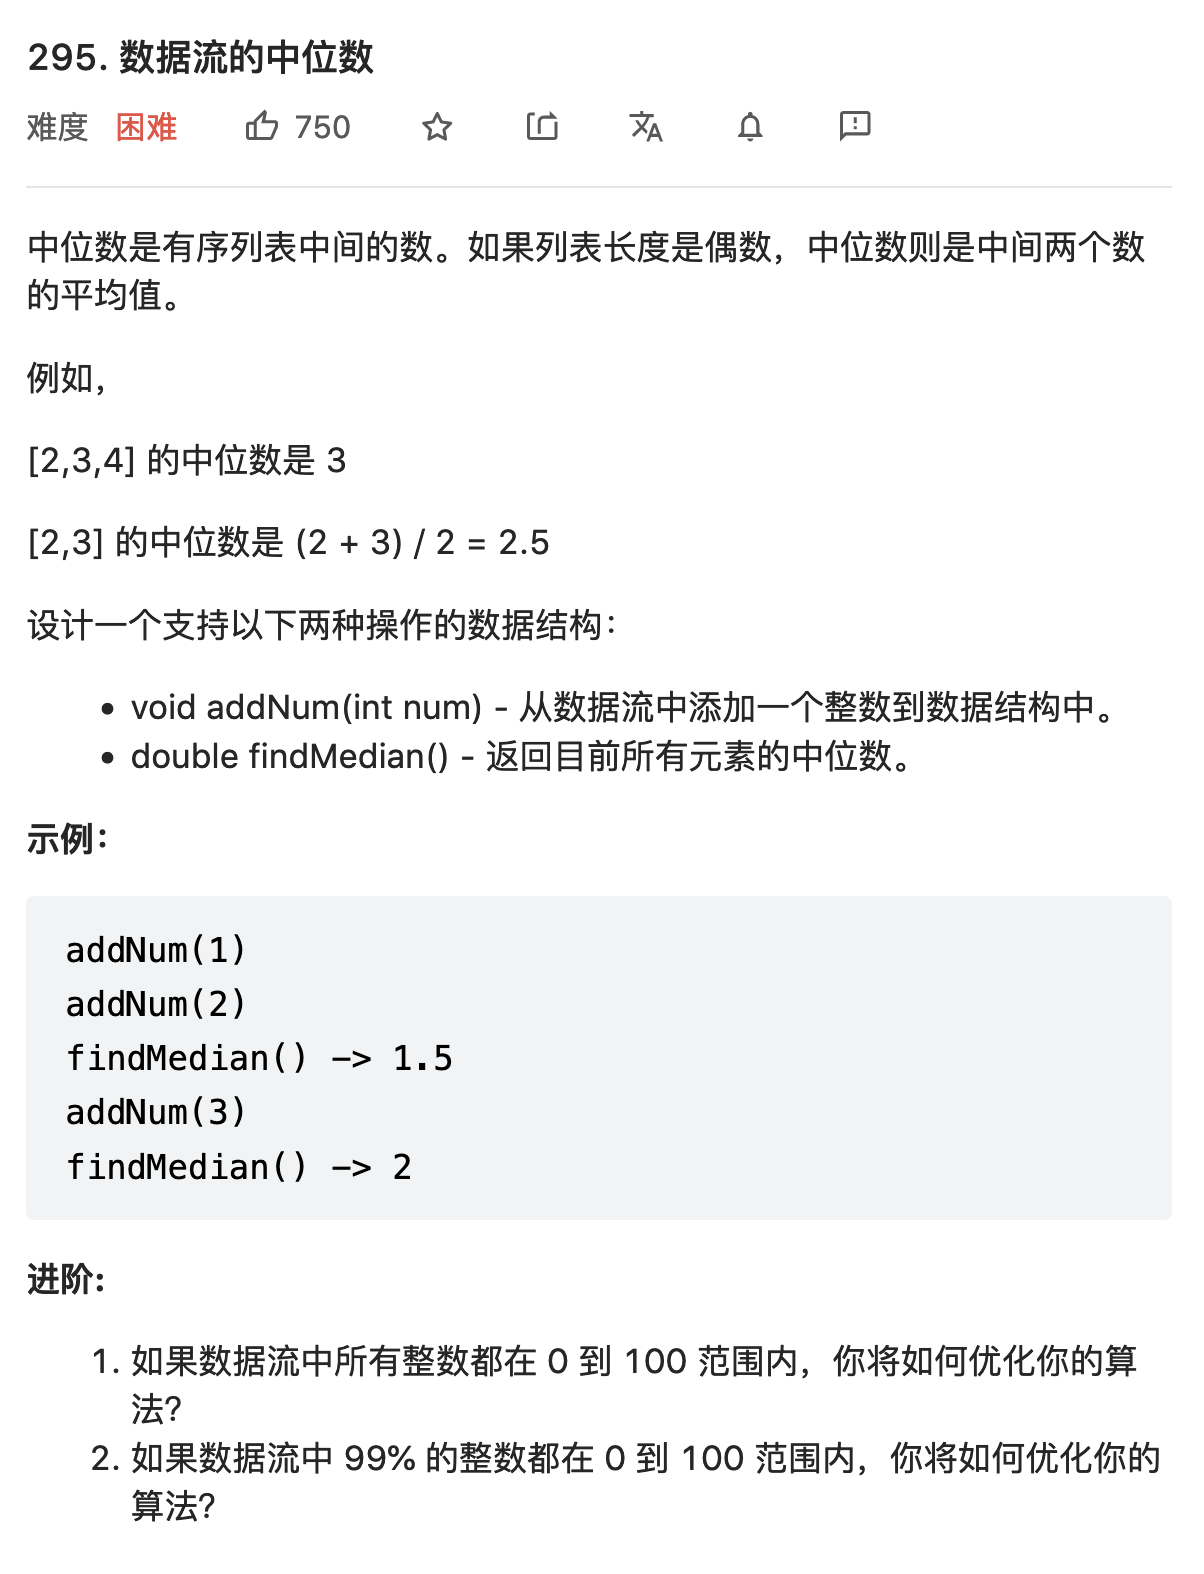 295. 数据流的中位数
难度 困难 750
中位数是有序列表中间的数。如果列表长度是偶数，中位数则是中间两个数
的平均值。
例如，
[2,3,4] 的中位数是 3
[2,3] 的中位数是 (2 + 3) / 2 = 2.5
设计一个支持以下两种操作的数据结构：
• void addNum(int num) - 从数据流中添加一个整数到数据结构中。
• double findMedian() - 返回目前所有元素的中位数。
示例：
addNum(1)
addNum(2)
findMedian() -> 1.5
addNum(3)
findMedian() -> 2
进阶:
1. 如果数据流中所有整数都在 0 到 100 范围内，你将如何优化你的算
法？
2. 如果数据流中 99% 的整数都在 0 到 100 范围内，你将如何优化你的
算法？